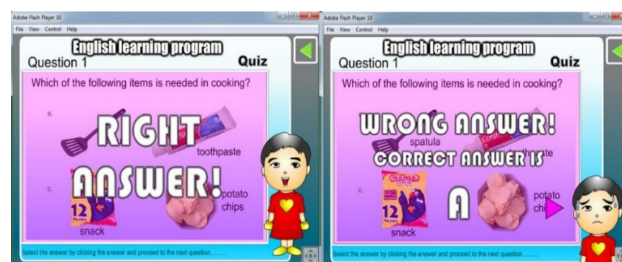 Adobe Flash Player 10
File View Control Help
English learning program
Question 1
Quiz
Which of the following items is needed in cooking?
a.
toothpaste
c.
12
snack
potato
chips
RIGHT
ANSWER!
Select the answer by clicking the answer and proceed to the next question..........
Adobe Flash Player 10
File View Control Help
English learning program
Question 1
Quiz
Which of the following items is needed in cooking?
WRONG ANSWER!
spatula
CORRECT ANSWER IS
A
c.
12
snack
potato
Select the answer by clicking the answer and proceed to the next question..........